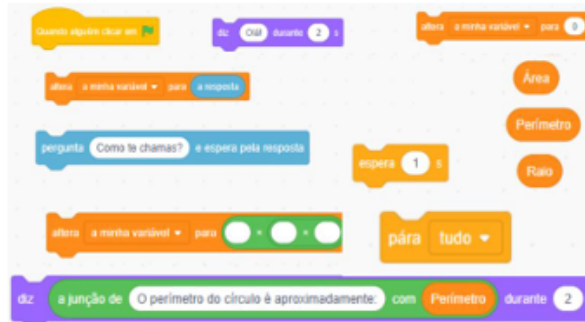 Quando alguém clicar em
diz Olá! durante 2 s
altera a minha variável para 0
altera a minha variável para a resposta
Área
pergunta Como te chamas? e espera pela resposta
Perímetro
espera 1 s
Raio
altera a minha variável para * *
pára tudo
diz a junção de O perímetro do círculo é aproximadamente: com Perímetro durante 2